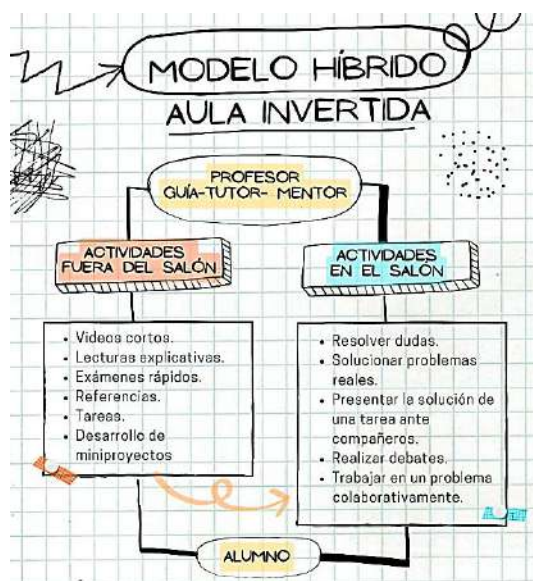 MODELO HÍBRIDO
AULA INVERTIDA
PROFESOR
GUÍA-TUTOR- MENTOR
ACTIVIDADES
FUERA DEL SALÓN
ACTIVIDADES
EN EL SALÓN
• Videos cortos.
• Lecturas explicativas.
• Exámenes rápidos.
• Referencias.
• Tareas.
• Desarrollo de
miniproyectos
• Resolver dudas.
• Solucionar problemas
reales.
• Presentar la solución de
una tarea ante
compañeros.
• Realizar debates.
• Trabajar en un problema
colaborativamente.
ALUMNO